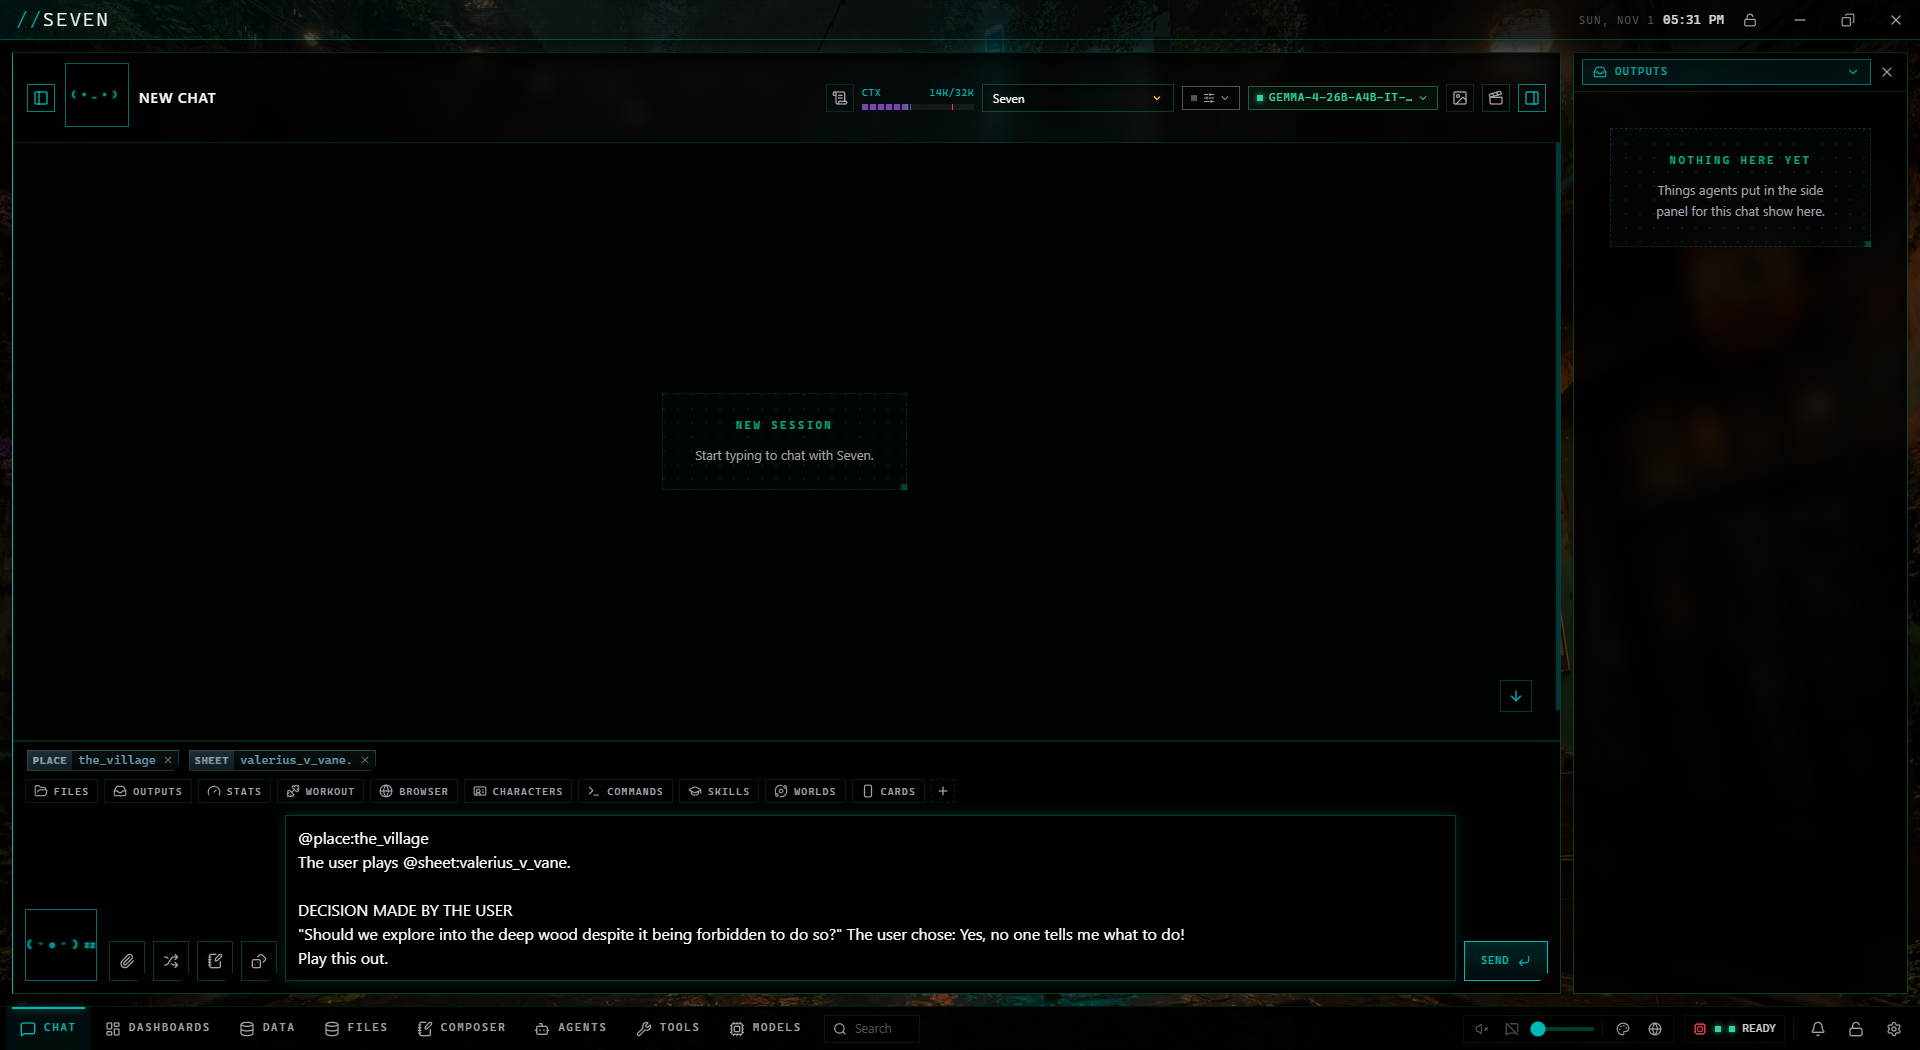 //SEVEN
SUN, NOV 1 05:31 PM
NEW CHAT
CTX 14K/32K
Seven
GEMMA-4-26B-A4B-IT-…
OUTPUTS
NOTHING HERE YET
Things agents put in the side
panel for this chat show here.
NEW SESSION
Start typing to chat with Seven.
PLACE the_village
SHEET valerius_v_vane.
FILES
OUTPUTS
STATS
WORKOUT
BROWSER
CHARACTERS
COMMANDS
SKILLS
WORLDS
CARDS
@place:the_village
The user plays @sheet:valerius_v_vane.
DECISION MADE BY THE USER
"Should we explore into the deep wood despite it being forbidden to do so?" The user chose: Yes, no one tells me what to do!
Play this out.
SEND
CHAT
DASHBOARDS
DATA
FILES
COMPOSER
AGENTS
TOOLS
MODELS
Search
READY